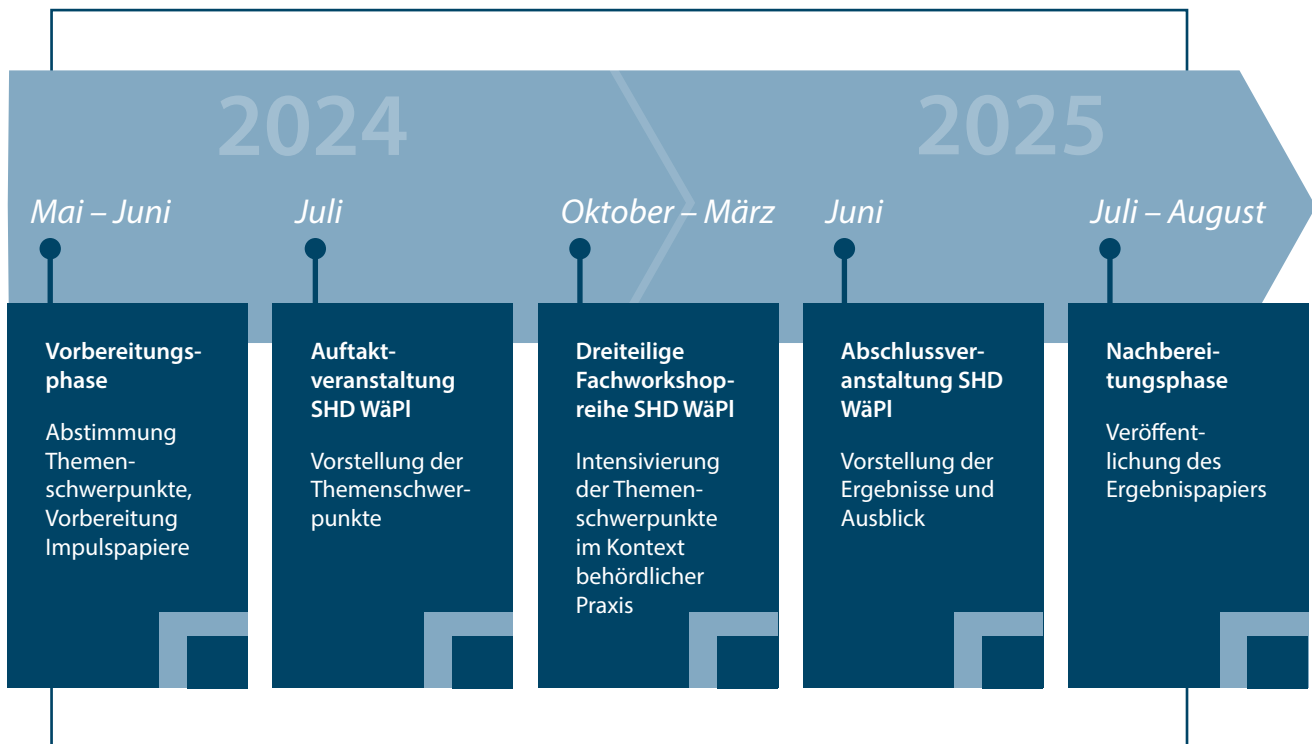 2024
2025
Mai – Juni
Juli
Oktober – März
Juni
Juli – August
Vorbereitungs-
phase
Abstimmung
Themen-
schwerpunkte,
Vorbereitung
Impulspapiere
Auftakt-
veranstaltung
SHD WäPl
Vorstellung der
Themenschwer-
punkte
Dreiteilige
Fachworkshop-
reihe SHD WäPl
Intensivierung
der Themen-
schwerpunkte
im Kontext
behördlicher
Praxis
Abschlussver-
anstaltung SHD
WäPl
Vorstellung der
Ergebnisse und
Ausblick
Nachberei-
tungsphase
Veröffent-
lichung des
Ergebnispapiers